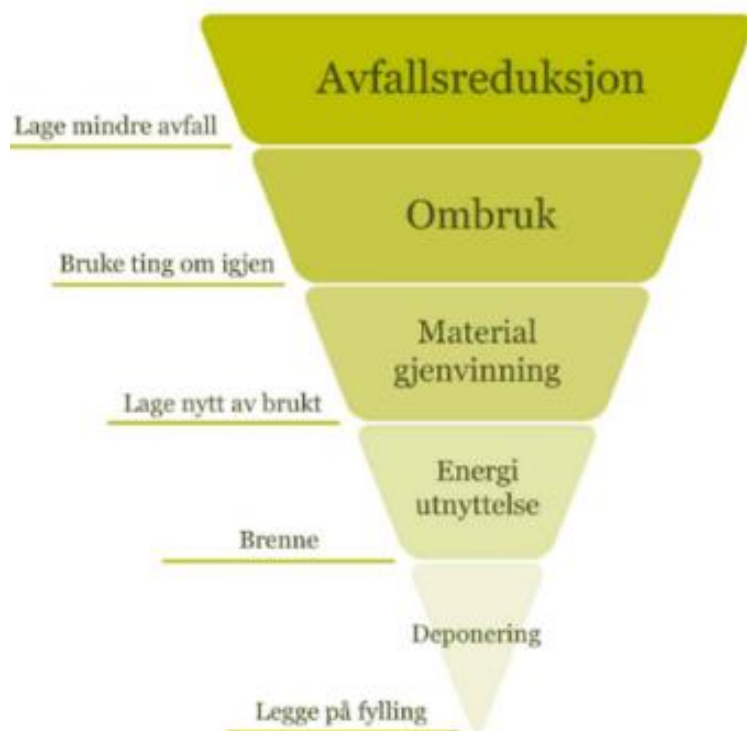 Avfallsreduksjon
Lage mindre avfall
Ombruk
Bruke ting om igjen
Material
gjenvinning
Lage nytt av brukt
Energi
utnyttelse
Brenne
Deponering
Legge på fylling